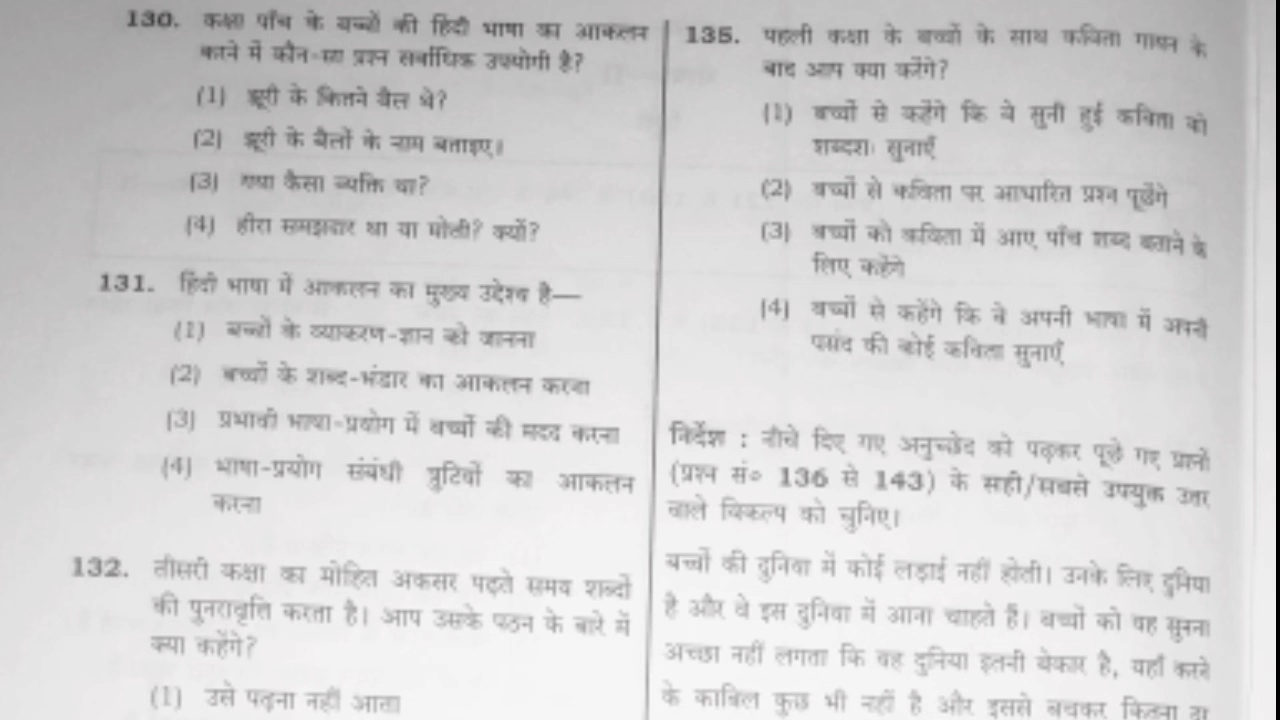 130. कक्षा पाँच के बच्चों की हिंदी भाषा का आकलन
करने में कौन-सा प्रश्न सर्वाधिक उपयोगी है?
(1) झूरी के कितने बैल थे?
(2) झूरी के बैलों के नाम बताइए।
(3) गया कैसा व्यक्ति था?
(4) हीरा समझदार था या मोती? क्यों?
131. हिंदी भाषा में आकलन का मुख्य उद्देश्य है—
(1) बच्चों के व्याकरण-ज्ञान को जानना
(2) बच्चों के शब्द-भंडार का आकलन करना
(3) प्रभावी भाषा-प्रयोग में बच्चों की मदद करना
(4) भाषा-प्रयोग संबंधी त्रुटियों का आकलन
करना
132. तीसरी कक्षा का मोहित अकसर पढ़ते समय शब्दों
की पुनरावृत्ति करता है। आप उसके पठन के बारे में
क्या कहेंगे?
(1) उसे पढ़ना नहीं आता
135. पहली कक्षा के बच्चों के साथ कविता गायन के
बाद आप क्या करेंगे?
(1) बच्चों से कहेंगे कि वे सुनी हुई कविता को
शब्दशः सुनाएँ
(2) बच्चों से कविता पर आधारित प्रश्न पूछेंगे
(3) बच्चों को कविता में आए पाँच शब्द बताने के
लिए कहेंगे
(4) बच्चों से कहेंगे कि वे अपनी भाषा में अपनी
पसंद की कोई कविता सुनाएँ
निर्देश : नीचे दिए गए अनुच्छेद को पढ़कर पूछे गए प्रश्नों
(प्रश्न सं० 136 से 143) के सही/सबसे उपयुक्त उत्तर
वाले विकल्प को चुनिए।
बच्चों की दुनिया में कोई लड़ाई नहीं होती। उनके लिए दुनिया
है और वे इस दुनिया में आना चाहते हैं। बच्चों को यह सुनना
अच्छा नहीं लगता कि यह दुनिया इतनी बेकार है, यहाँ करने
के काबिल कुछ भी नहीं है और इससे बचकर कितना